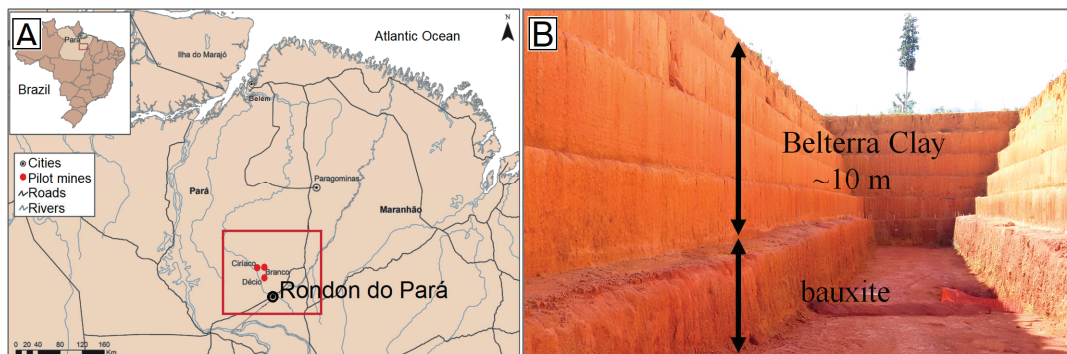 A
Pará
Brazil
Ilha do Marajó
Atlantic Ocean
N
Belém
Cities
Pilot mines
Roads
Rivers
Paragominas
Pará
Maranhão
Ciríaco
Branco
Décio
Rondon do Pará
0 20 40 80 120 160
Km
B
Belterra Clay
~10 m
bauxite